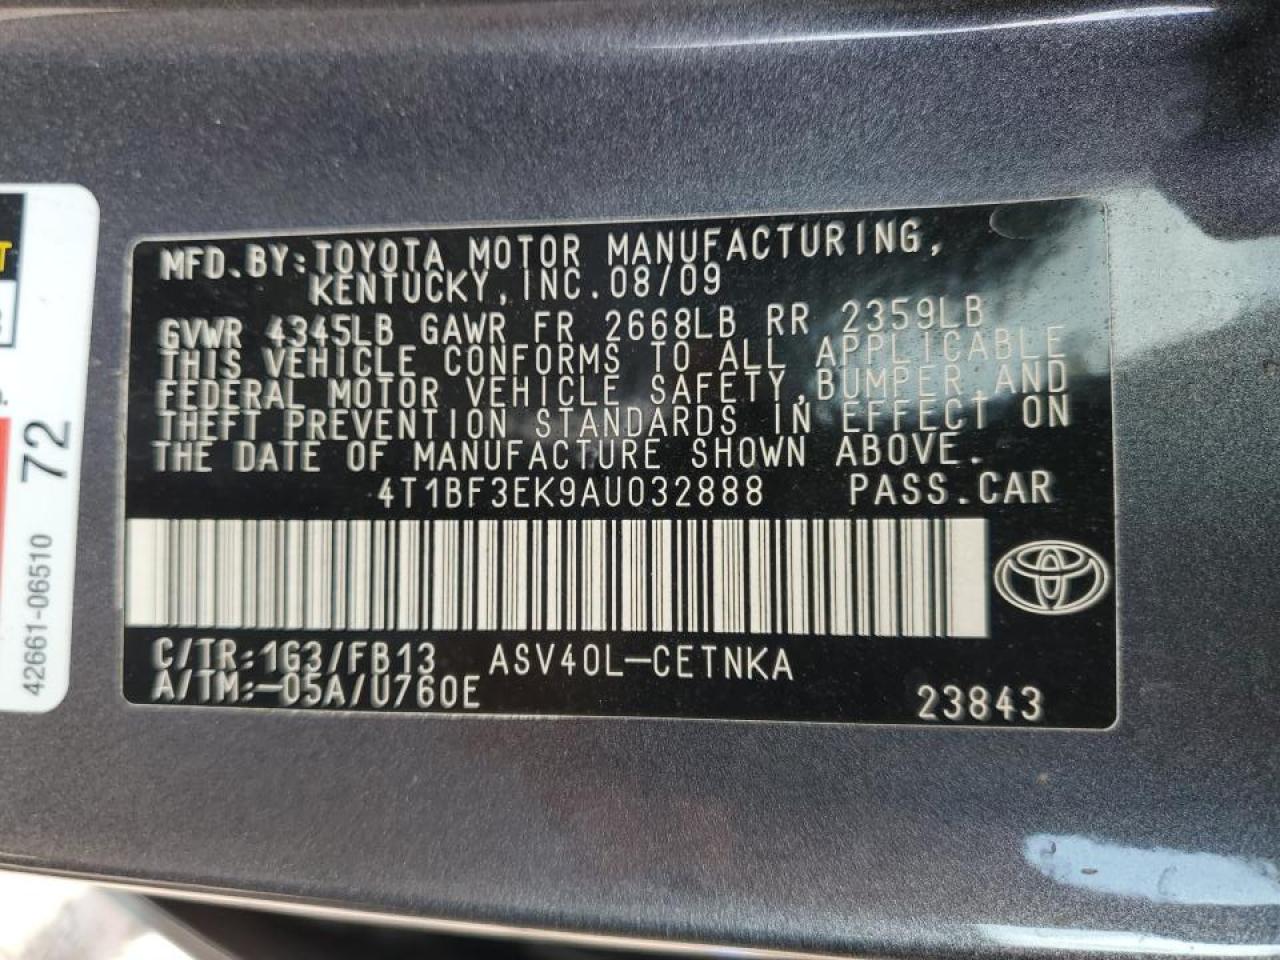 MFD.BY:TOYOTA MOTOR MANUFACTURING,
KENTUCKY, INC. 08/09
GVWR 4345LB GAWR FR 2668LB RR 2359LB
THIS VEHICLE CONFORMS TO ALL APPLICABLE
FEDERAL MOTOR VEHICLE SAFETY,BUMPER,AND
THEFT PREVENTION STANDARDS IN EFFECT ON
THE DATE OF MANUFACTURE SHOWN ABOVE.
4T1BF3EK9AU032888 PASS.CAR
C/TR:1G3/FB13 ASV40L-CETNKA
A/TM:-05A/U760E
23843
72
42661-06510